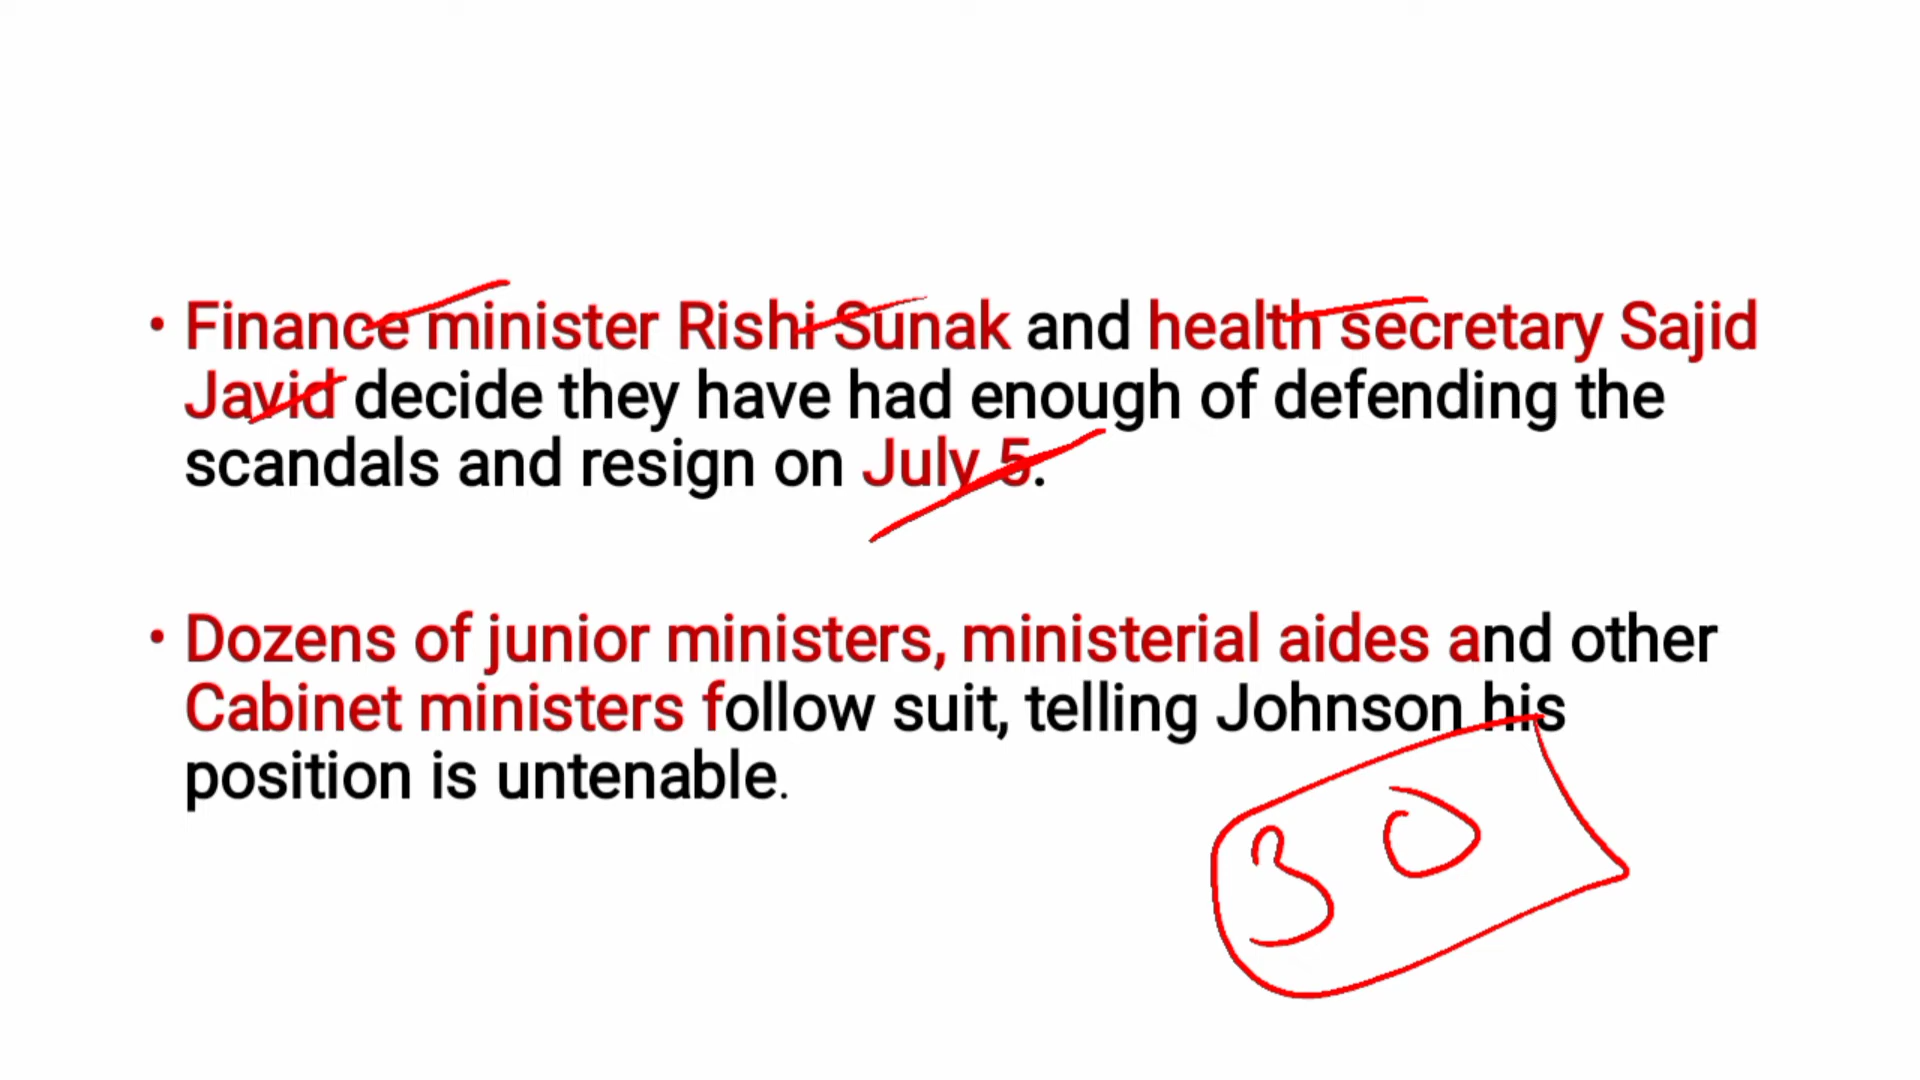 • Finance minister Rishi Sunak and health secretary Sajid
Javid decide they have had enough of defending the
scandals and resign on July 5.
• Dozens of junior ministers, ministerial aides and other
Cabinet ministers follow suit, telling Johnson his
position is untenable.
30